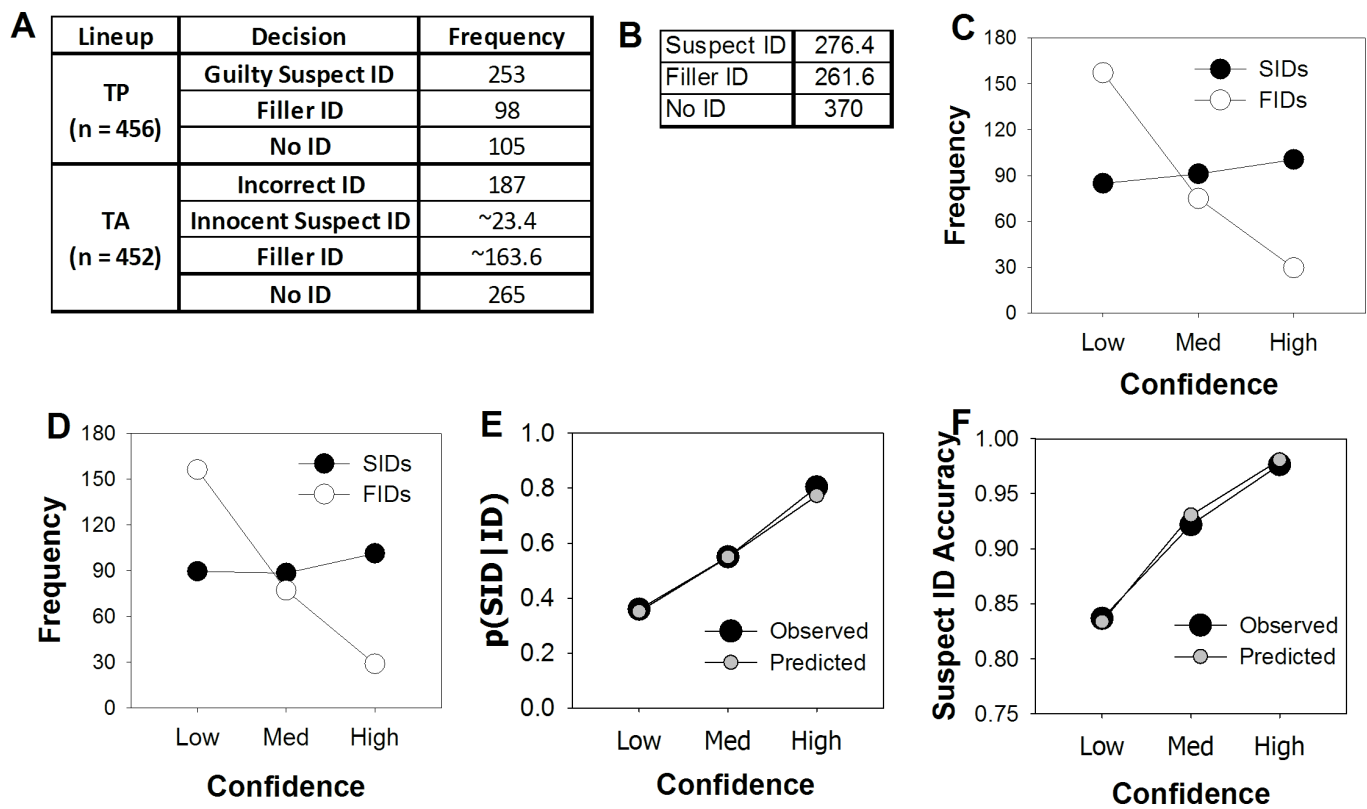 A
Lineup Decision Frequency
TP
(n = 456)
Guilty Suspect ID 253
Filler ID 98
No ID 105
TA
(n = 452)
Incorrect ID 187
Innocent Suspect ID ~23.4
Filler ID ~163.6
No ID 265
B
Suspect ID 276.4
Filler ID 261.6
No ID 370
C
180
150
120
90
60
30
0
Frequency
SIDs
FIDs
Low Med High
Confidence
D
180
150
120
90
60
30
0
Frequency
SIDs
FIDs
Low Med High
Confidence
E
1.0
0.8
0.6
0.4
0.2
0.0
p(SID|ID)
Observed
Predicted
Low Med High
Confidence
F
1.00
0.95
0.90
0.85
0.80
0.75
Suspect ID Accuracy
Observed
Predicted
Low Med High
Confidence